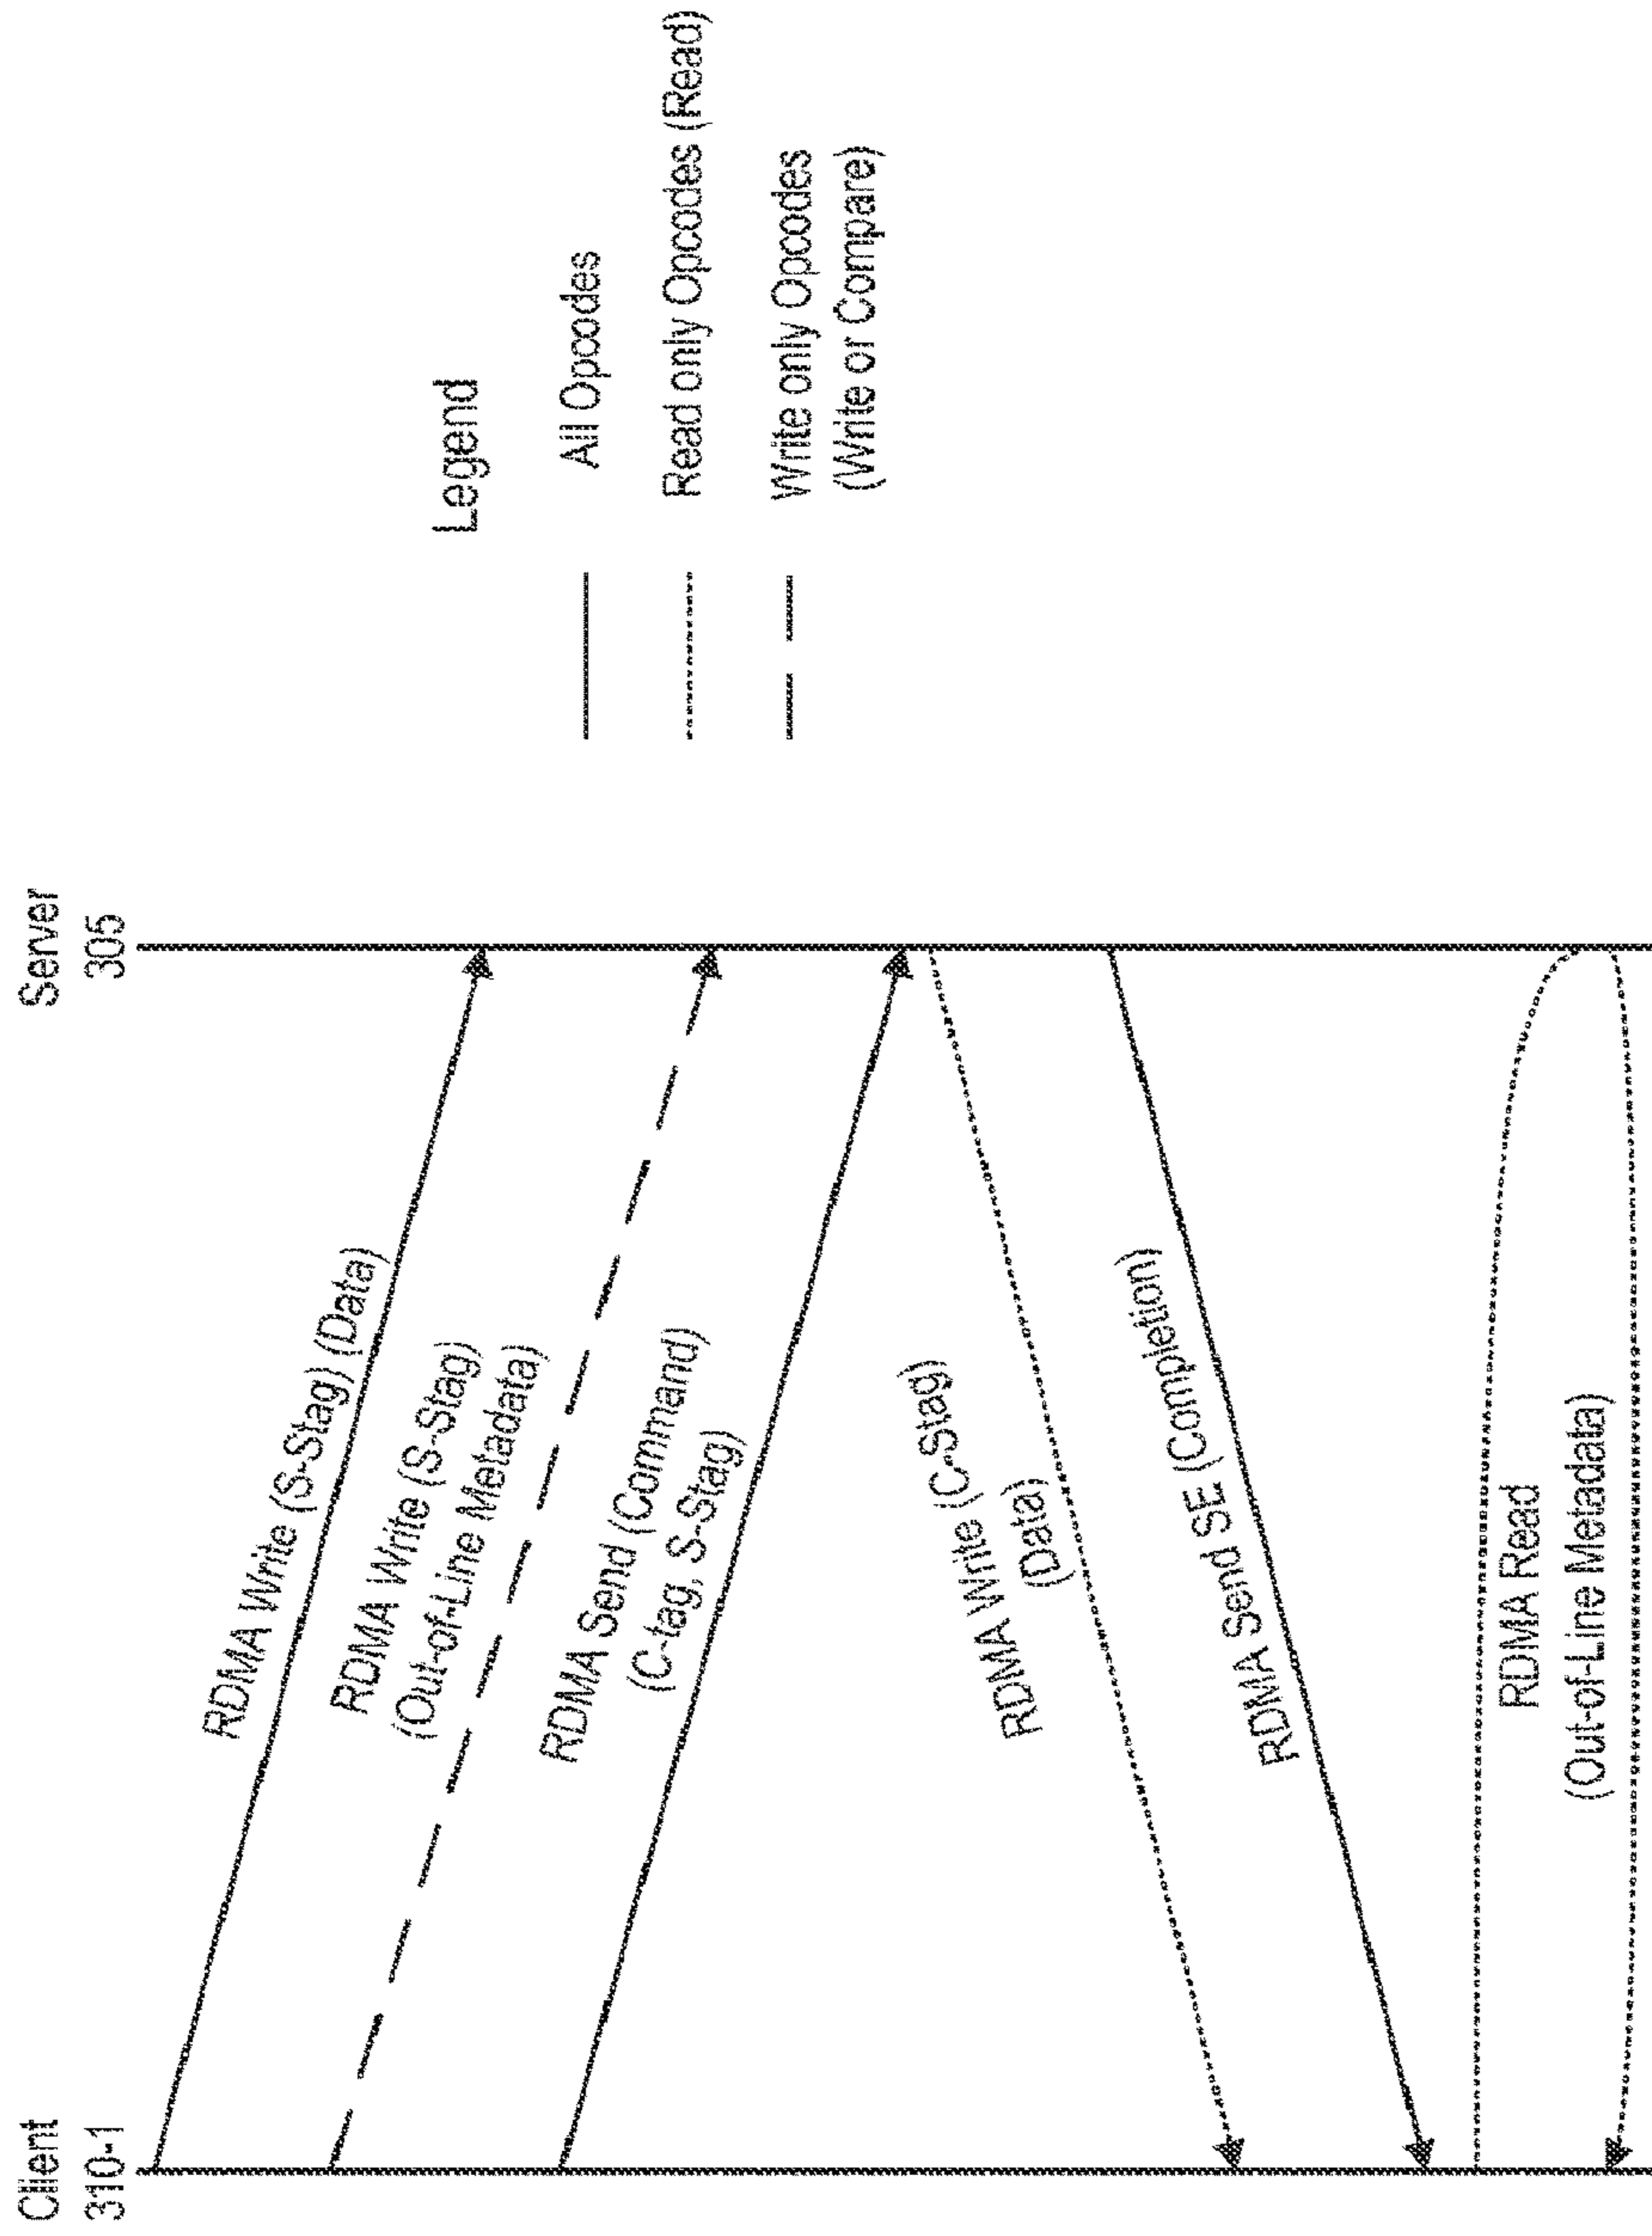 Client
310-1
Server
305
RDMA Write (S-Stag) (Data)
RDMA Write (S-Stag)
(Out-of-Line Metadata)
RDMA Send (Command)
(C-tag, S-Stag)
RDMA Write (C-Stag)
(Data)
RDMA Send SE (Completion)
RDMA Read
(Out-of-Line Metadata)
Legend
All Opcodes
Read only Opcodes (Read)
Write only Opcodes
(Write or Compare)